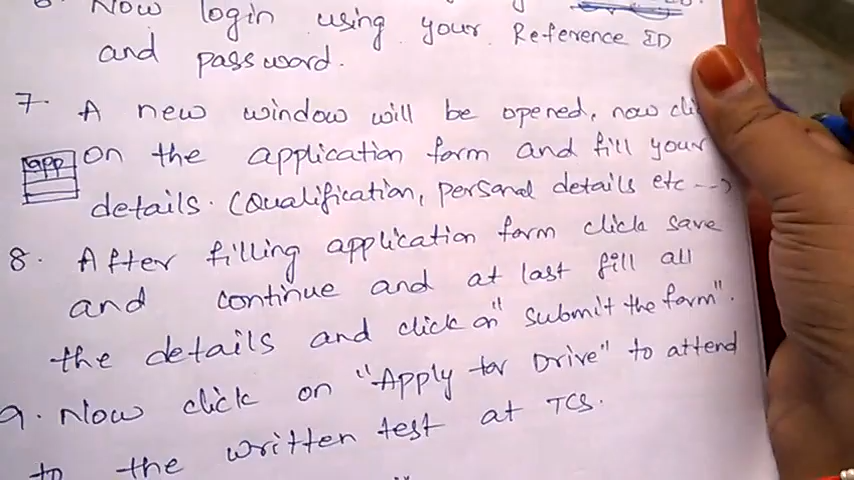 Now login using your Reference ID
and password.
7. A new window will be opened, now cli
app on the application form and fill your
details. (Qualification, personal details etc --->
8. After filling application form click save
and continue and at last fill all
the details and click on "submit the form".
9. Now click on "Apply for Drive" to attend
to the written test at TCS.